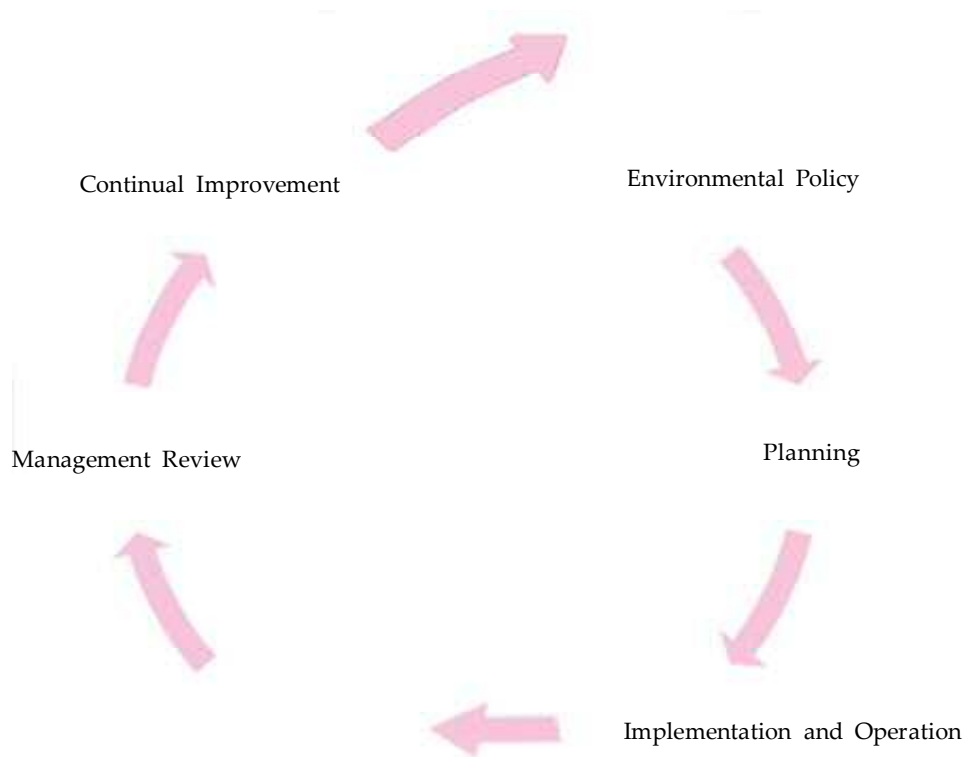 Continual Improvement
Environmental Policy
Management Review
Planning
Implementation and Operation